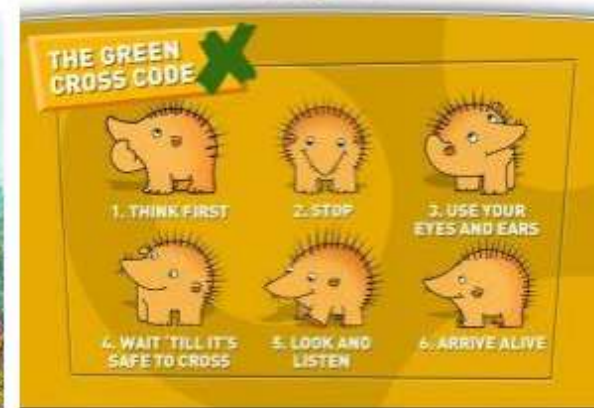 THE GREEN
CROSS CODE
1. THINK FIRST
2. STOP
3. USE YOUR
EYES AND EARS
4. WAIT 'TILL IT'S
SAFE TO CROSS
5. LOOK AND
LISTEN
6. ARRIVE ALIVE